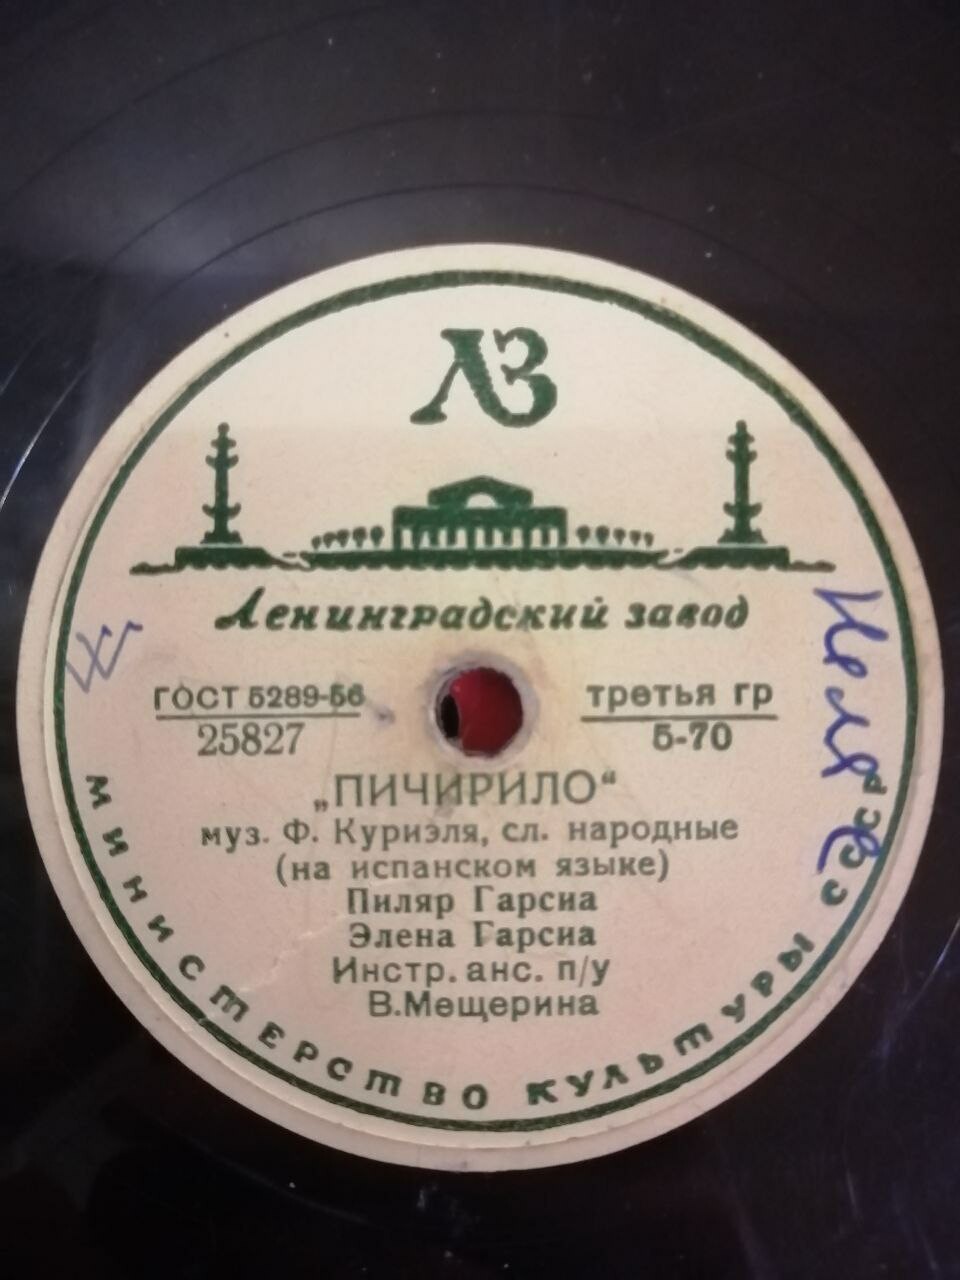 ЛЗ
Ленинградский завод
ГОСТ 5289-56
25827
третья гр
5-70
„ПИЧИРИЛО“
муз. Ф. Куриэля, сл. народные
(на испанском языке)
Пиляр Гарсиа
Элена Гарсиа
Инстр. анс. п/у
В.Мещерина
МИНИСТЕРСТВО КУЛЬТУРЫ СССР